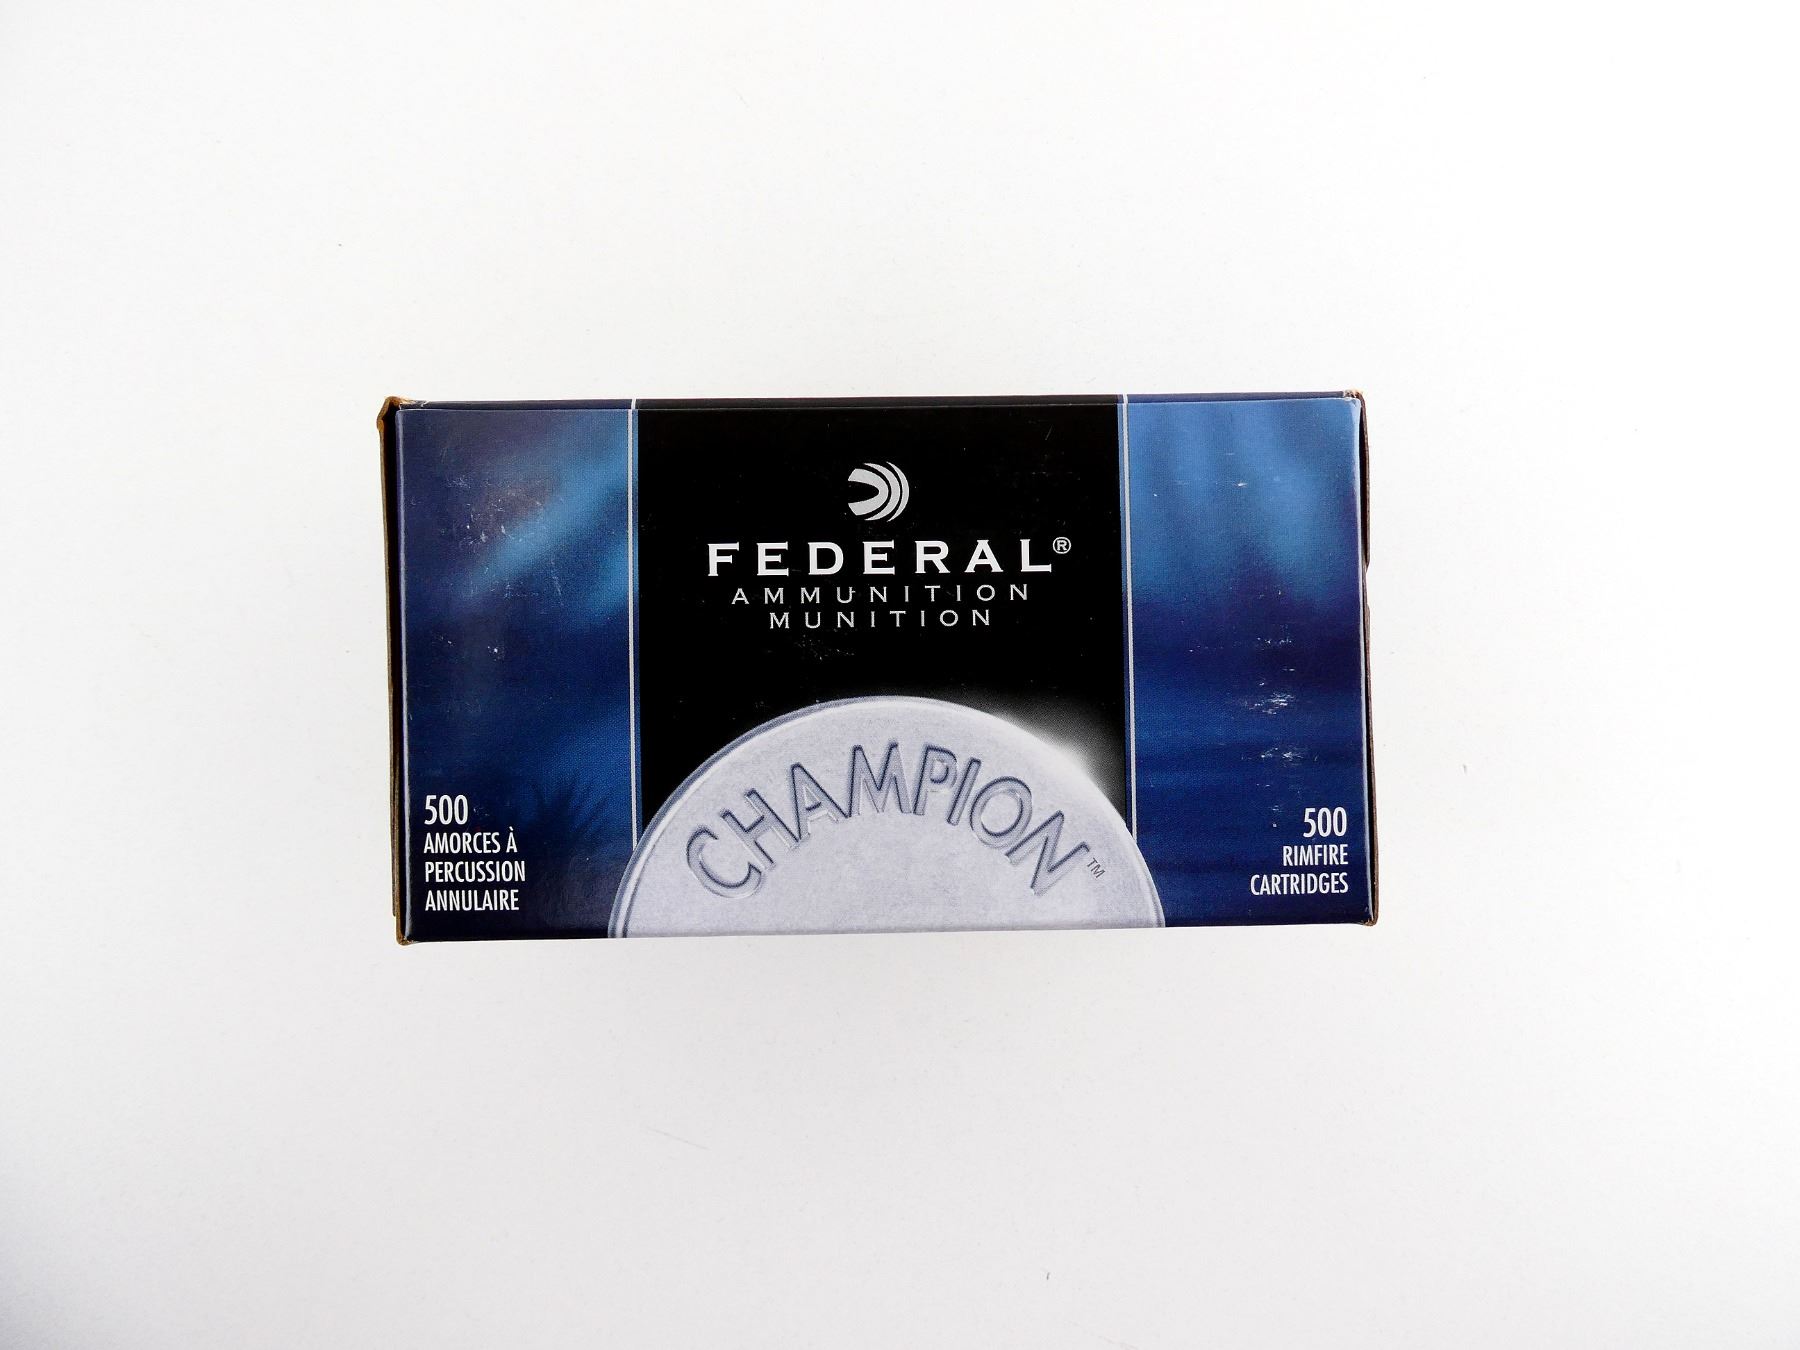 FEDERAL®
AMMUNITION
MUNITION
CHAMPION™
500
AMORCES À
PERCUSSION
ANNULAIRE
500
RIMFIRE
CARTRIDGES